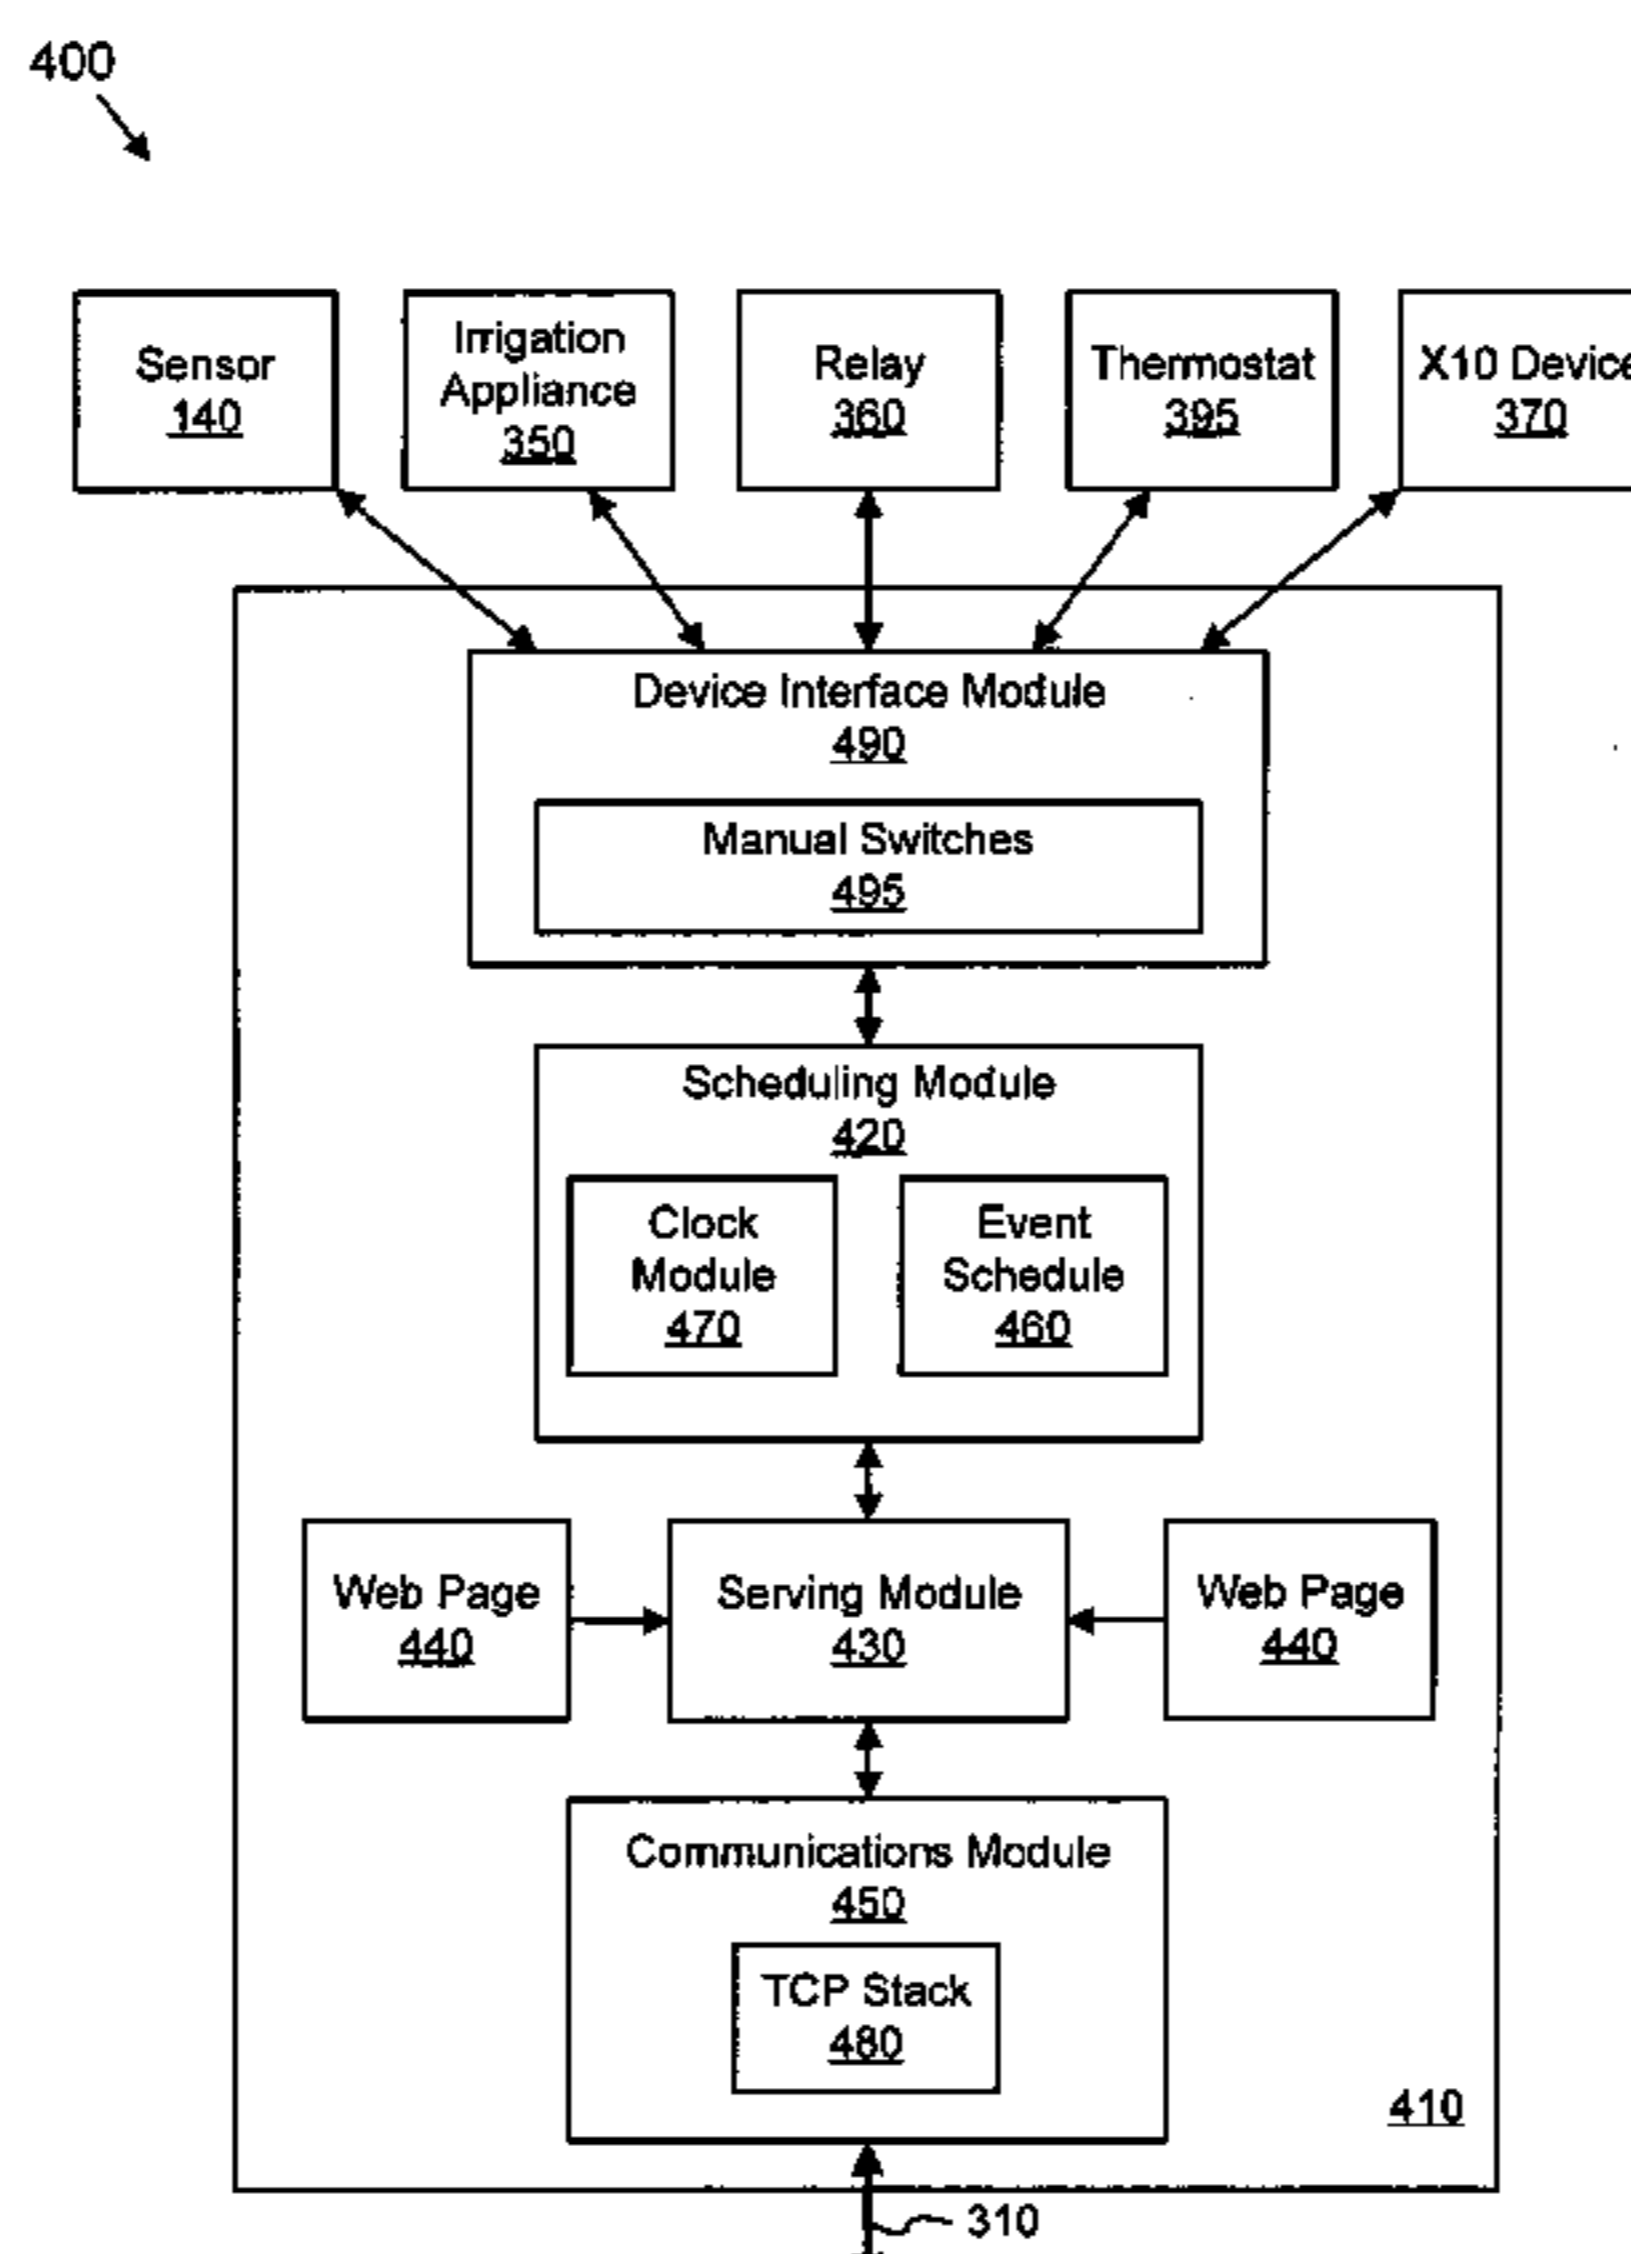 400
Sensor
140
Irrigation
Appliance
350
Relay
360
Thermostat
395
X10 Device
370
Device Interface Module
490
Manual Switches
495
Scheduling Module
420
Clock
Module
470
Event
Schedule
460
Web Page
440
Serving Module
430
Web Page
440
Communications Module
450
TCP Stack
480
410
310